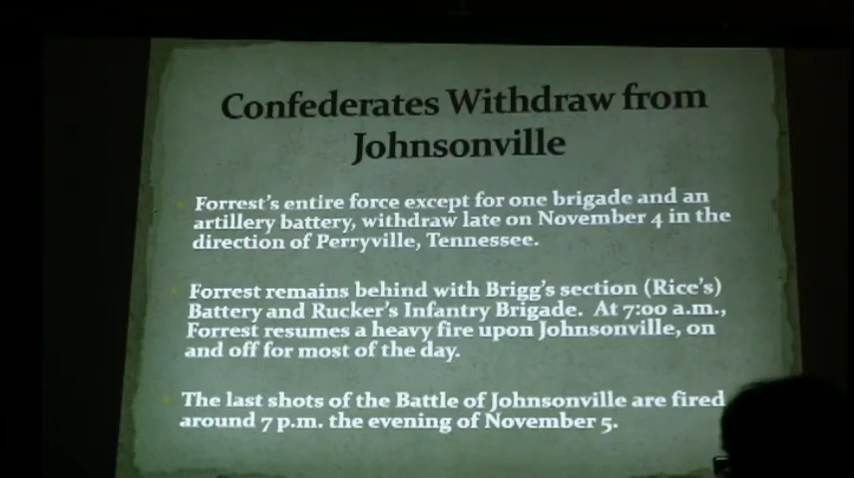 Confederates Withdraw from
Johnsonville
Forrest's entire force except for one brigade and an
artillery battery, withdraw late on November 4 in the
direction of Perryville, Tennessee.
Forrest remains behind with Brigg's section (Rice's)
Battery and Rucker's Infantry Brigade. At 7:00 a.m.,
Forrest resumes a heavy fire upon Johnsonville, on
and off for most of the day.
The last shots of the Battle of Johnsonville are fired
around 7 p.m. the evening of November 5.